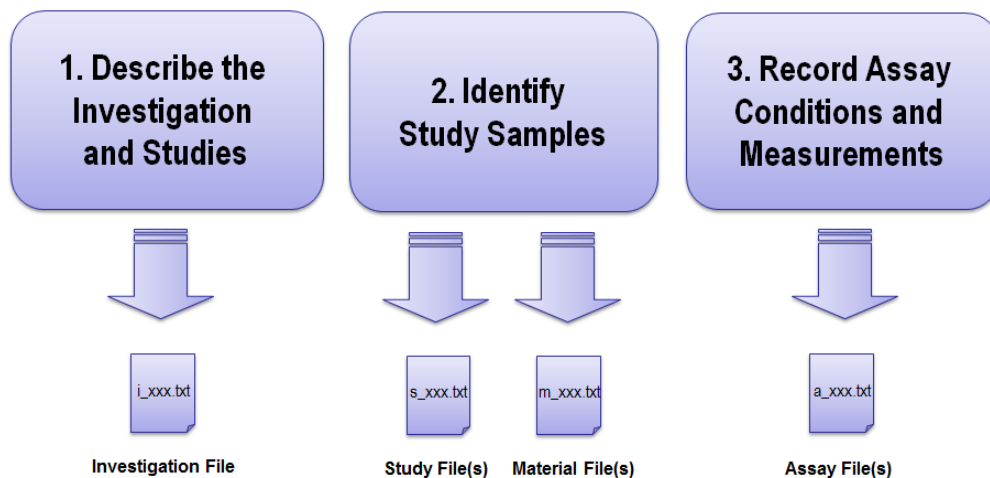 1. Describe the
Investigation
and Studies
2. Identify
Study Samples
3. Record Assay
Conditions and
Measurements
i_xxx.txt
s_xxx.txt
m_xxx.txt
a_xxx.txt
Investigation File
Study File(s)
Material File(s)
Assay File(s)